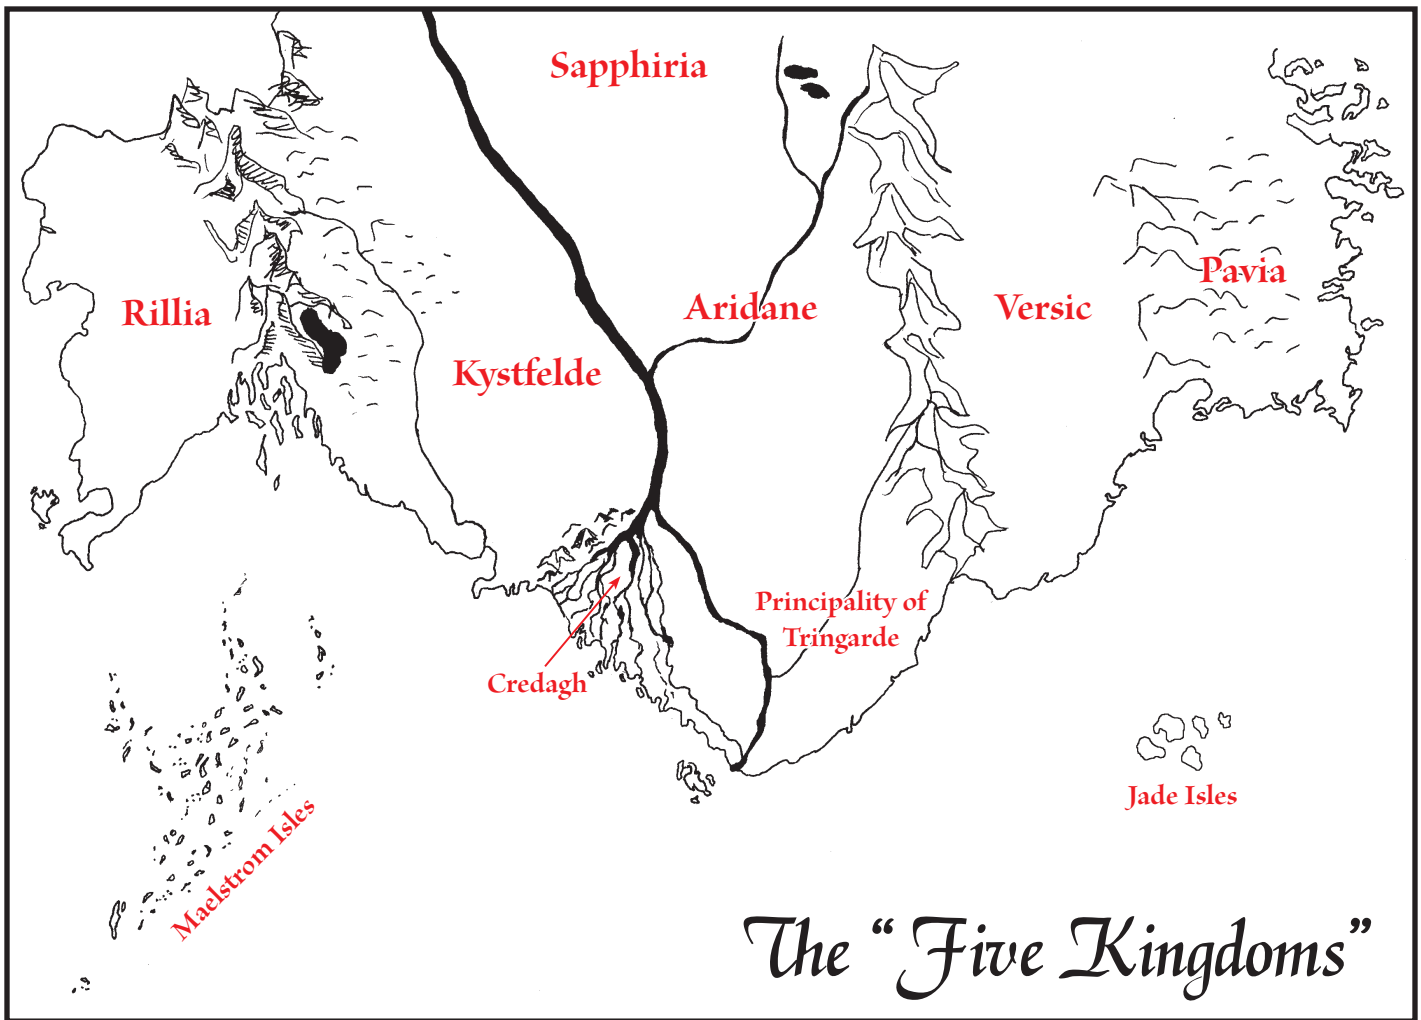 Sapphiria
Rillia
Kystfelde
Aridane
Versic
Pavia
Principality of
Tringarde
Credagh
Maelstrom Isles
Jade Isles
The “Five Kingdoms”